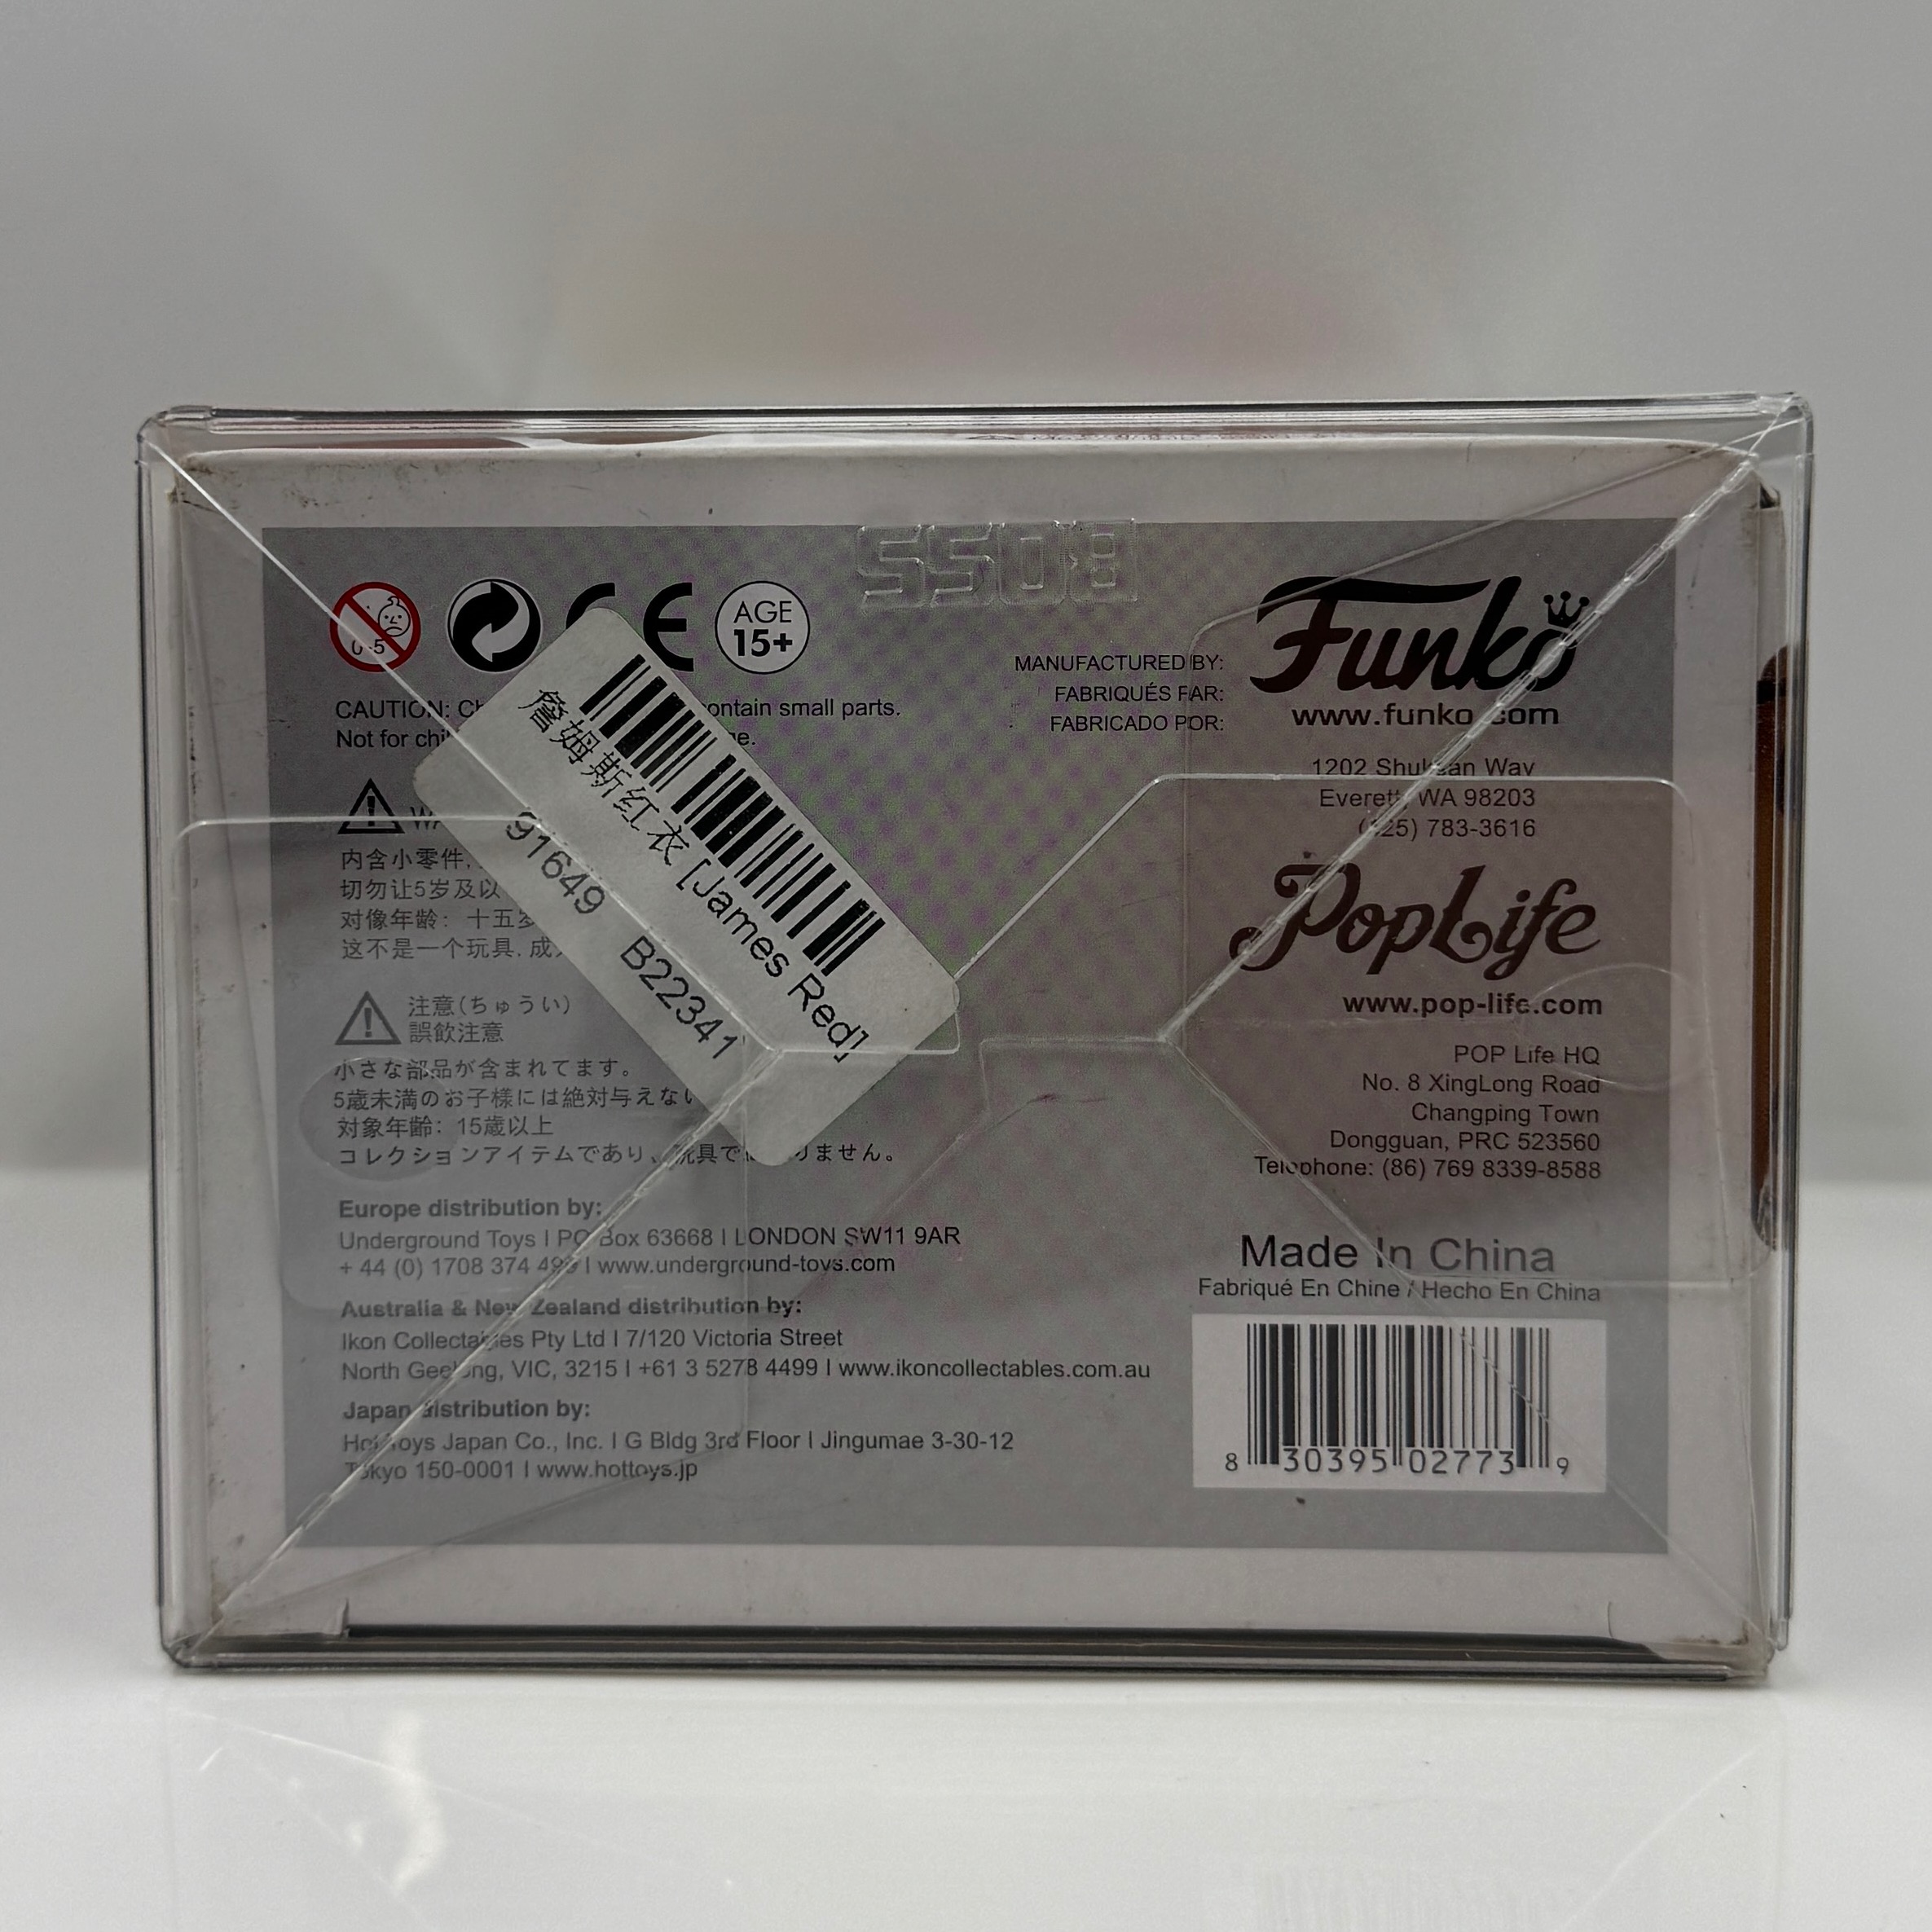 BOSS
0-5
CE
AGE
15+
CAUTION: Ch ontain small parts.
Not for chi e.
WA
内含小零件,
切勿让5岁及以
对像年龄: 十五岁
这不是一个玩具, 成
注意(ちゅうい)
誤飲注意
小さな部品が含まれてます。
5歳未満のお子様には絶対与えない
対象年齢: 15歳以上
コレクションアイテムであり、玩具で りません。
Europe distribution by:
Underground Toys | PO Box 63668 | LONDON SW11 9AR
+ 44 (0) 1708 374 | www.underground-toys.com
Australia & New Zealand distribution by:
Ikon Collectables Pty Ltd | 7/120 Victoria Street
North Geelong, VIC, 3215 | +61 3 5278 4499 | www.ikoncollectables.com.au
Japan distribution by:
Hot Toys Japan Co., Inc. | G Bldg 3rd Floor | Jingumae 3-30-12
Tokyo 150-0001 | www.hottoys.jp
詹姆斯红衣 [James Red]
91649 B22341
MANUFACTURED BY:
FABRIQUÉS PAR:
FABRICADO POR:
Funko
www.funko.com
1202 Shuksan Way
Everett, WA 98203
(425) 783-3616
PopLife
www.pop-life.com
POP Life HQ
No. 8 XingLong Road
Changping Town
Dongguan, PRC 523560
Telephone: (86) 769 8339-8588
Made In China
Fabriqué En Chine / Hecho En China
8 30395 02773 9